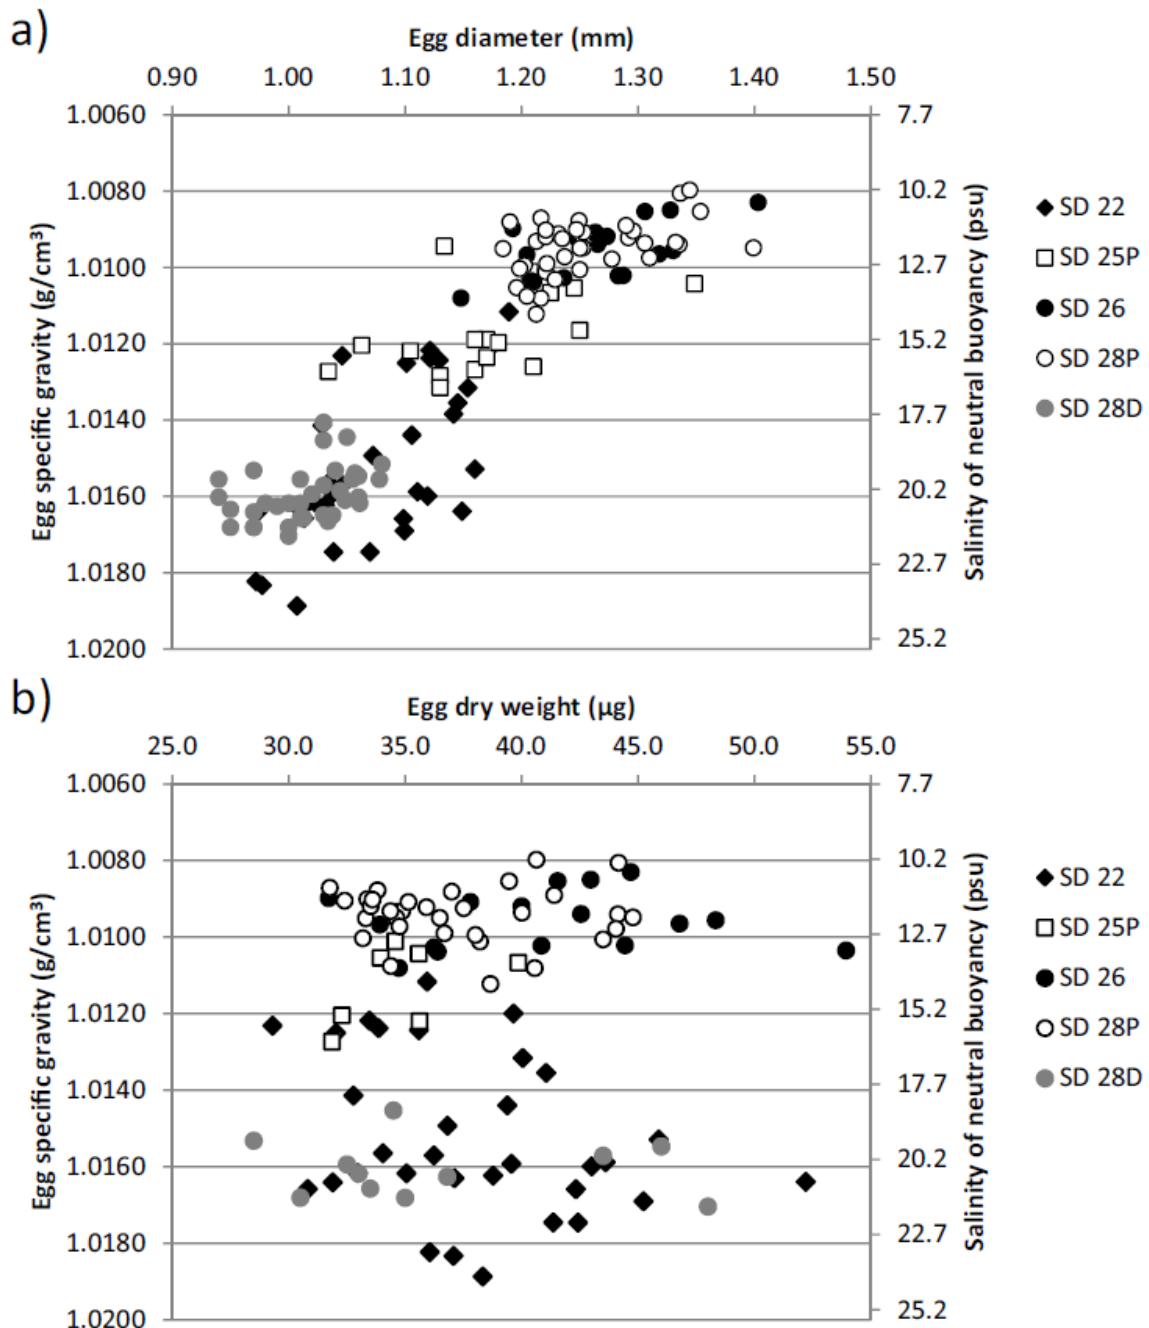 a)
Egg diameter (mm)
0.90 1.00 1.10 1.20 1.30 1.40 1.50
1.0060 7.7
1.0080 10.2
1.0100 12.7
1.0120 15.2
1.0140 17.7
1.0160 20.2
1.0180 22.7
1.0200 25.2
Egg specific gravity (g/cm³)
Salinity of neutral buoyancy (psu)
SD 22
SD 25P
SD 26
SD 28P
SD 28D
b)
Egg dry weight (µg)
25.0 30.0 35.0 40.0 45.0 50.0 55.0
1.0060 7.7
1.0080 10.2
1.0100 12.7
1.0120 15.2
1.0140 17.7
1.0160 20.2
1.0180 22.7
1.0200 25.2
Egg specific gravity (g/cm³)
Salinity of neutral buoyancy (psu)
SD 22
SD 25P
SD 26
SD 28P
SD 28D